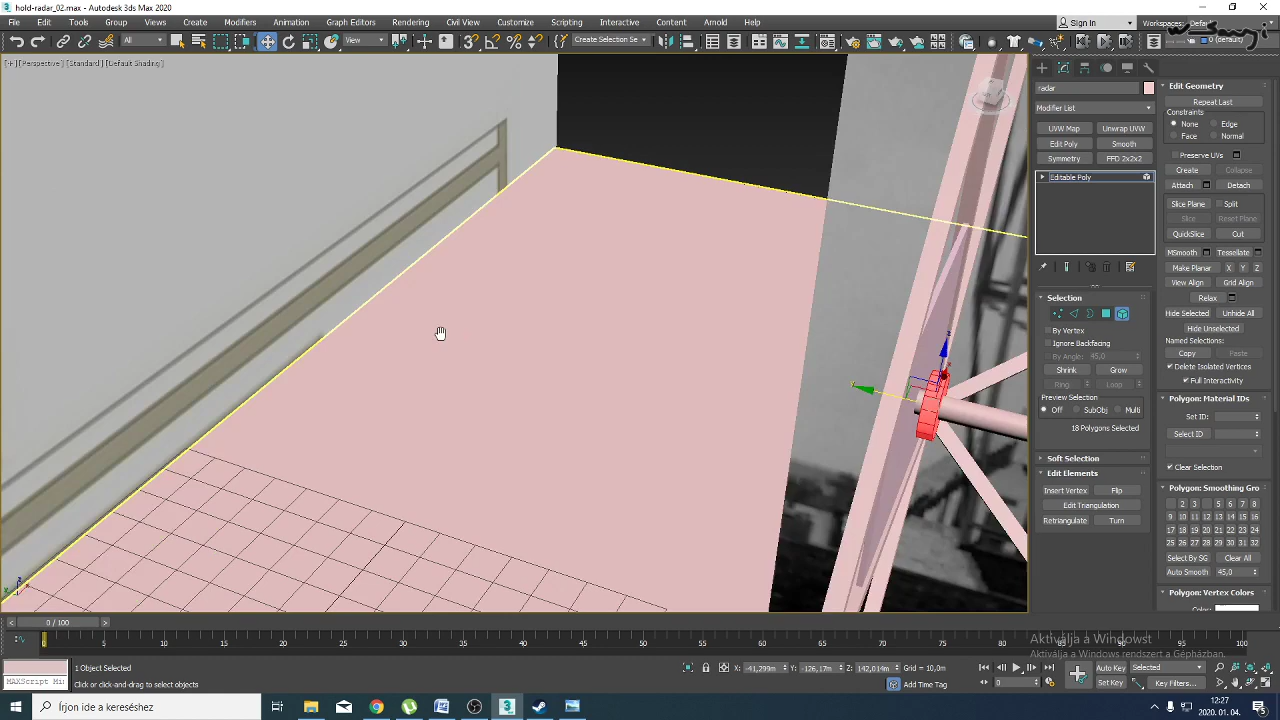 hold-radar_02.max - Autodesk 3ds Max 2020
File Edit Tools Group Views Create Modifiers Animation Graph Editors Rendering Civil View Customize Scripting Interactive Content Arnold Help Sign In Workspaces:
All View Create Selection Se 0 (default)
[+][Perspective][Standard][Default Shading]
radar
Modifier List
UVW Map Unwrap UVW
Edit Poly Smooth
Symmetry FFD 2x2x2
Editable Poly
Selection
By Vertex
Ignore Backfacing
By Angle: 45,0
Shrink Grow
Ring Loop
Preview Selection
Off SubObj Multi
18 Polygons Selected
Soft Selection
Edit Elements
Insert Vertex Flip
Edit Triangulation
Retriangulate Turn
Edit Geometry
Repeat Last
Constraints
None Edge
Face Normal
Preserve UVs
Create Collapse
Attach Detach
Slice Plane Split
Slice Reset Plane
QuickSlice Cut
MSmooth Tessellate
Make Planar X Y Z
View Align Grid Align
Relax
Hide Selected Unhide All
Hide Unselected
Named Selections:
Copy Paste
Delete Isolated Vertices
Full Interactivity
Polygon: Material IDs
Set ID:
Select ID
Clear Selection
Polygon: Smoothing Gro
2 3 5 6 7 8
9 10 11 12 13 14 15 16
17 18 19 20 21 22 23 24
25 26 27 28 29 30 31 32
Select By SG Clear All
Auto Smooth 45,0
Polygon: Vertex Colors
Color:
0 / 100
0 5 10 15 20 25 30 35 40 45 50 55 60 65 70 75 80 85 90 95 100
Aktiválja a Windowst
Aktiválja a Windows rendszert a Gépházban.
1 Object Selected
MAXScript Mi
Click or click-and-drag to select objects
X: -41,299m Y: -126,17m Z: 142,014m Grid = 10,0m
Add Time Tag
0
Auto Key Selected
Set Key Key Filters...
Írjon ide a kereséshez
12:27
2020. 01. 04.